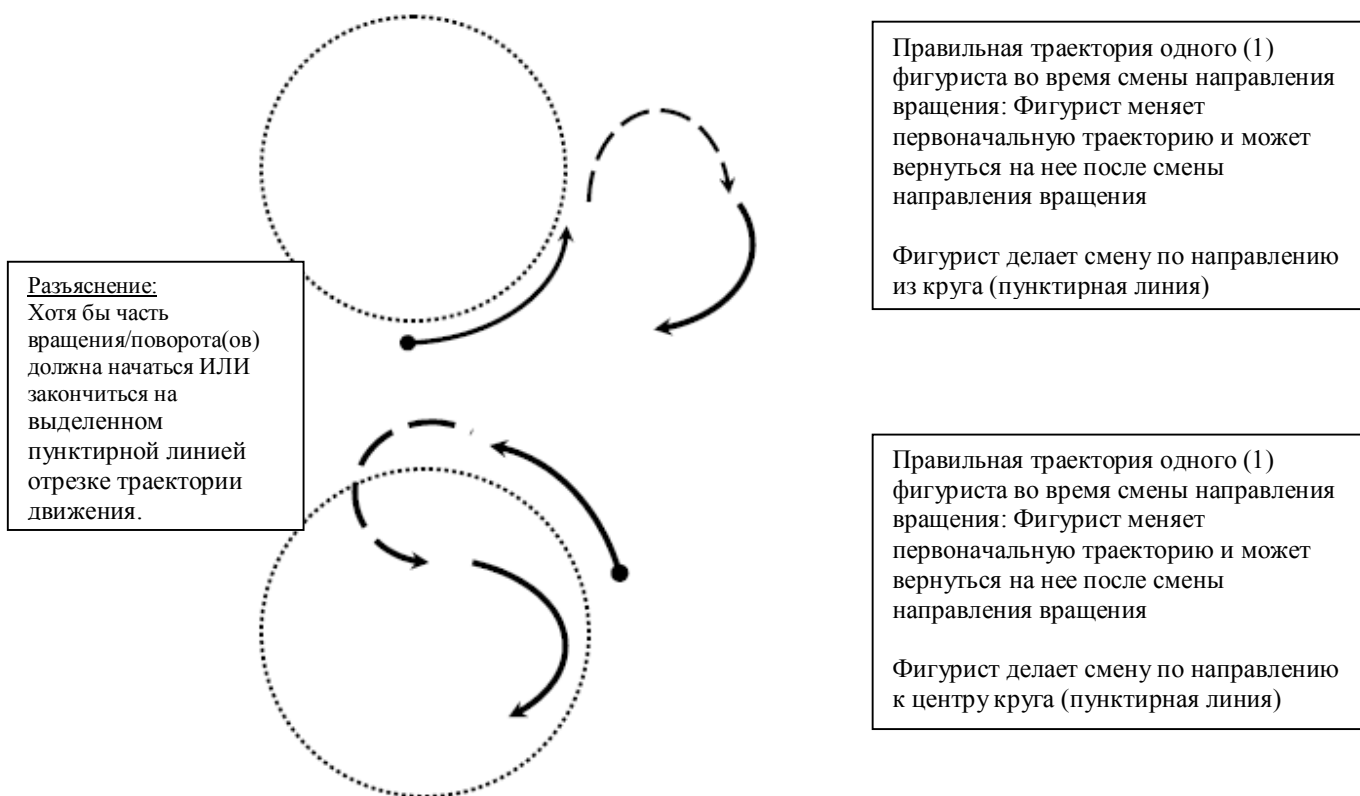 Правильная траектория одного (1)
фигуриста во время смены направления
вращения: Фигурист меняет
первоначальную траекторию и может
вернуться на нее после смены
направления вращения
Фигурист делает смену по направлению
из круга (пунктирная линия)
Разъяснение:
Хотя бы часть
вращения/поворота(ов)
должна начаться ИЛИ
закончиться на
выделенном
пунктирной линией
отрезке траектории
движения.
Правильная траектория одного (1)
фигуриста во время смены направления
вращения: Фигурист меняет
первоначальную траекторию и может
вернуться на нее после смены
направления вращения
Фигурист делает смену по направлению
к центру круга (пунктирная линия)